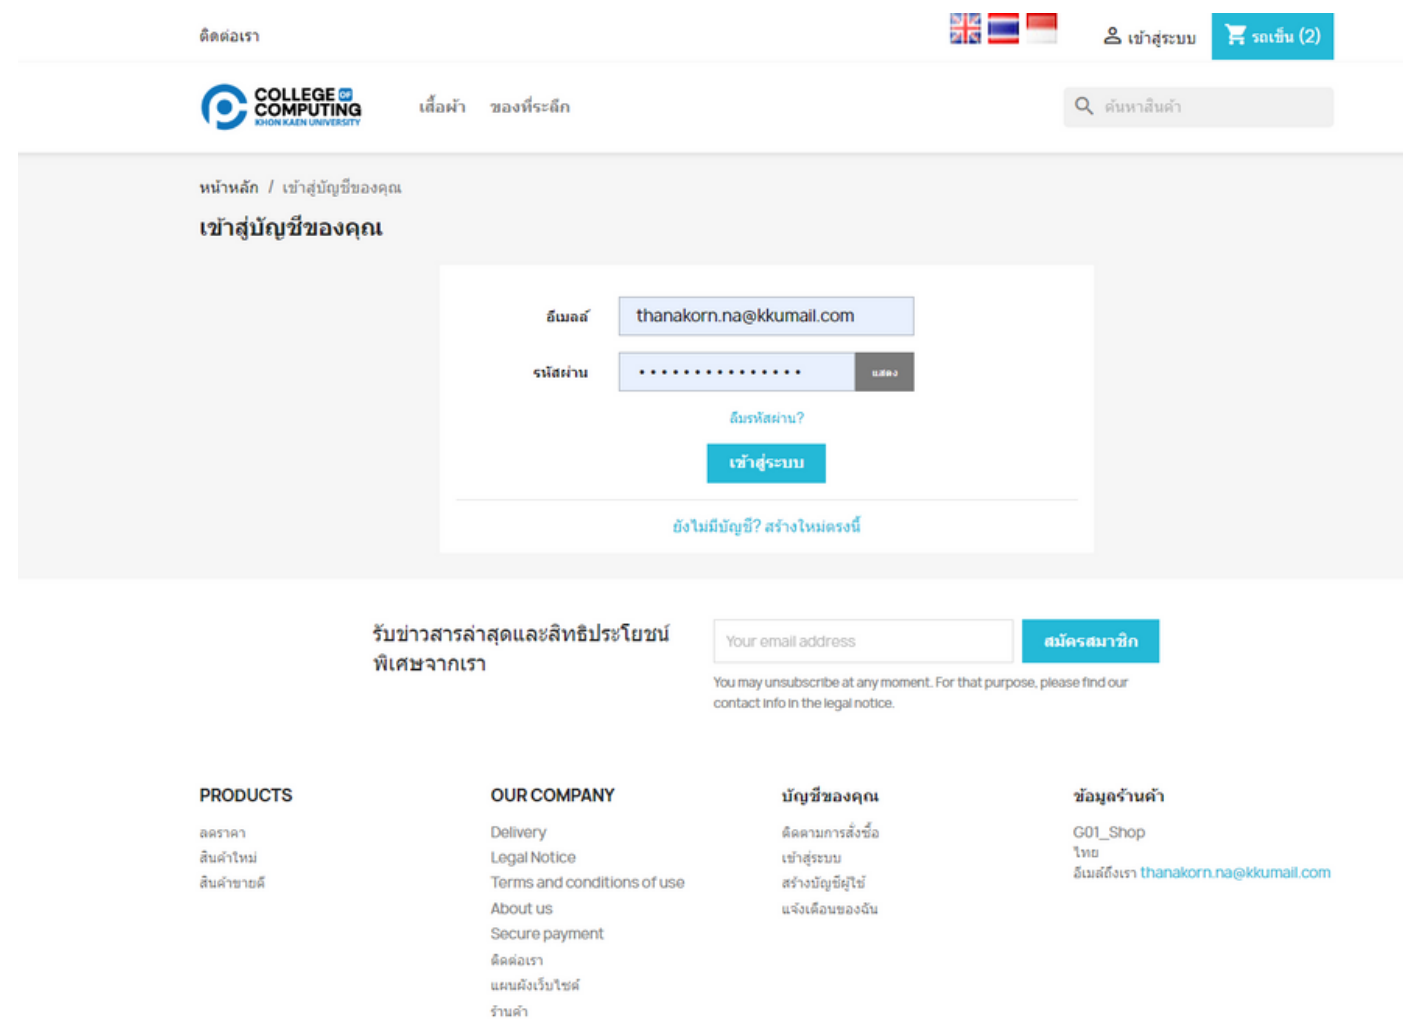 ติดต่อเรา
เข้าสู่ระบบ
รถเข็น (2)
COLLEGE OF
COMPUTING
KHON KAEN UNIVERSITY
เสื้อผ้า
ของที่ระลึก
ค้นหาสินค้า
หน้าหลัก / เข้าสู่บัญชีของคุณ
เข้าสู่บัญชีของคุณ
อีเมลล์
thanakorn.na@kkumail.com
รหัสผ่าน
•••••••••••••••
แสดง
ลืมรหัสผ่าน?
เข้าสู่ระบบ
ยังไม่มีบัญชี? สร้างใหม่ตรงนี้
รับข่าวสารล่าสุดและสิทธิประโยชน์
พิเศษจากเรา
Your email address
สมัครสมาชิก
You may unsubscribe at any moment. For that purpose, please find our
contact info in the legal notice.
PRODUCTS
ลดราคา
สินค้าใหม่
สินค้าขายดี
OUR COMPANY
Delivery
Legal Notice
Terms and conditions of use
About us
Secure payment
ติดต่อเรา
แผนผังเว็บไซต์
ร้านค้า
บัญชีของคุณ
ติดตามการสั่งซื้อ
เข้าสู่ระบบ
สร้างบัญชีผู้ใช้
แจ้งเตือนของฉัน
ข้อมูลร้านค้า
G01_Shop
ไทย
อีเมล์ถึงเรา thanakorn.na@kkumail.com